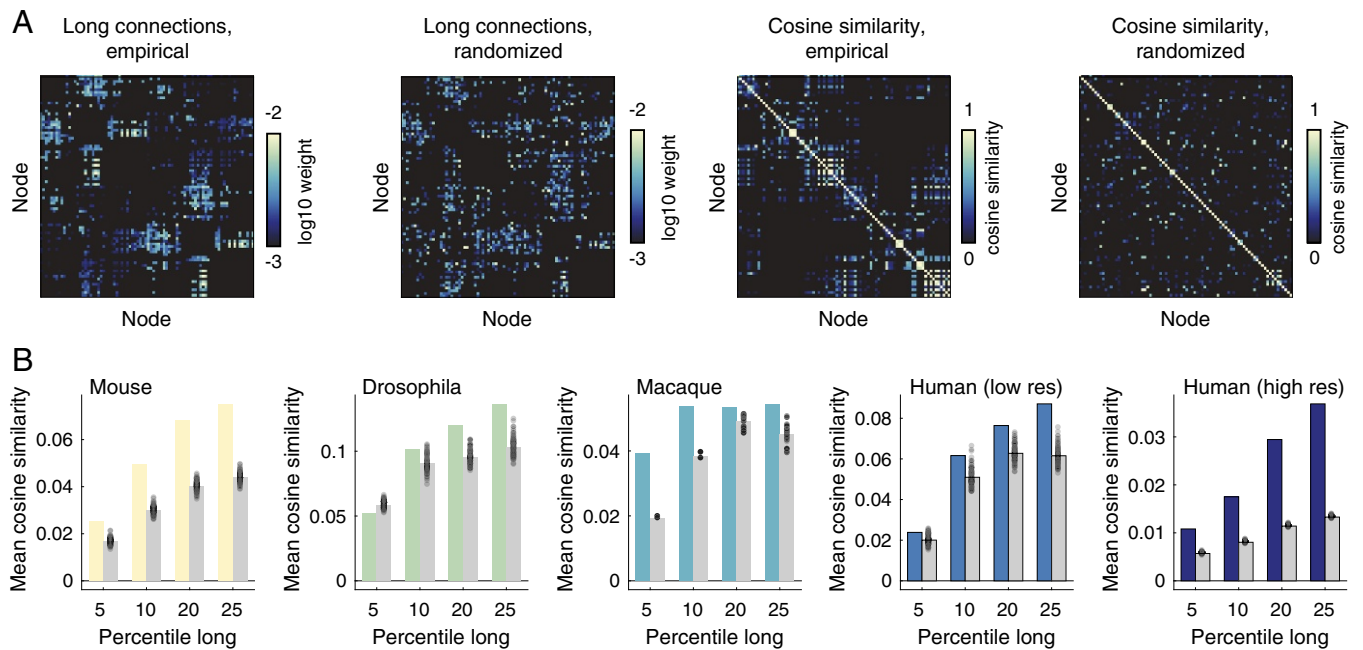 A
Long connections,
empirical
Node
Node
-2
-3
log10 weight
Long connections,
randomized
Node
Node
-2
-3
log10 weight
Cosine similarity,
empirical
Node
Node
1
0
cosine similarity
Cosine similarity,
randomized
Node
Node
1
0
cosine similarity
B
Mouse
Mean cosine similarity
0.06
0.04
0.02
0
5 10 20 25
Percentile long
Drosophila
Mean cosine similarity
0.1
0.05
0
5 10 20 25
Percentile long
Macaque
Mean cosine similarity
0.04
0.02
0
5 10 20 25
Percentile long
Human (low res)
Mean cosine similarity
0.08
0.06
0.04
0.02
0
5 10 20 25
Percentile long
Human (high res)
Mean cosine similarity
0.03
0.02
0.01
0
5 10 20 25
Percentile long